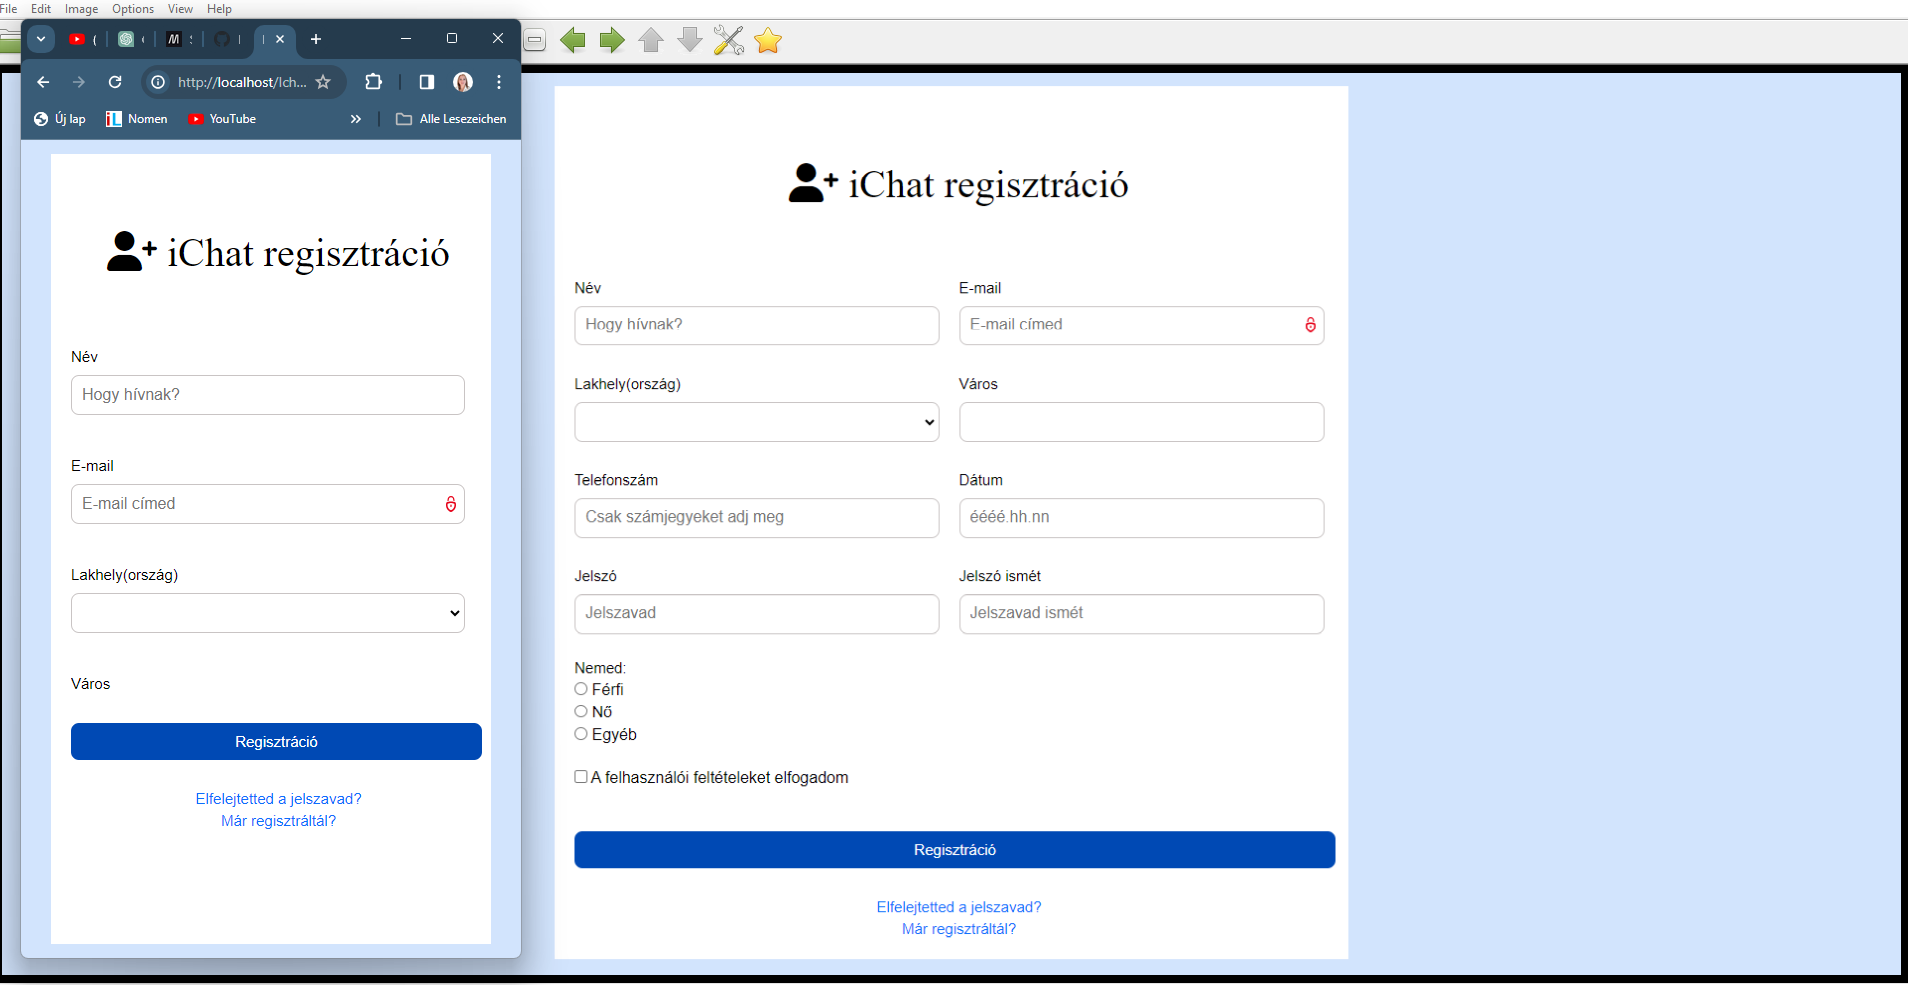 File Edit Image Options View Help
http://localhost/Ich...
Új lap Nomen YouTube » Alle Lesezeichen
iChat regisztráció
Név
Hogy hívnak?
E-mail
E-mail címed
Lakhely(ország)
Város
Regisztráció
Elfelejtetted a jelszavad?
Már regisztráltál?
iChat regisztráció
Név E-mail
Hogy hívnak? E-mail címed
Lakhely(ország) Város
Telefonszám Dátum
Csak számjegyeket adj meg éééé.hh.nn
Jelszó Jelszó ismét
Jelszavad Jelszavad ismét
Nemed:
Férfi
Nő
Egyéb
A felhasználói feltételeket elfogadom
Regisztráció
Elfelejtetted a jelszavad?
Már regisztráltál?